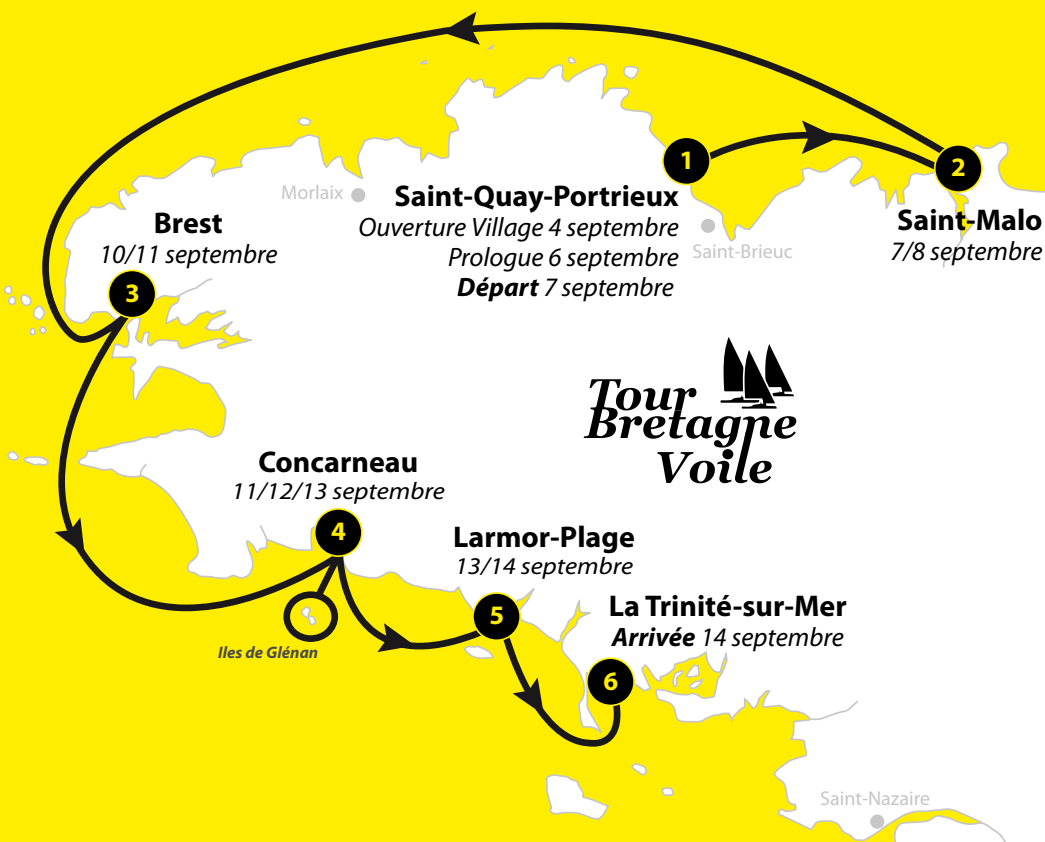 1
2
Morlaix
Saint-Quay-Portrieux
Ouverture Village 4 septembre
Prologue 6 septembre
Départ 7 septembre
Saint-Brieuc
Saint-Malo
7/8 septembre
Brest
10/11 septembre
3
Tour
Bretagne
Voile
Concarneau
11/12/13 septembre
4
Iles de Glénan
Larmor-Plage
13/14 septembre
5
La Trinité-sur-Mer
Arrivée 14 septembre
6
Saint-Nazaire